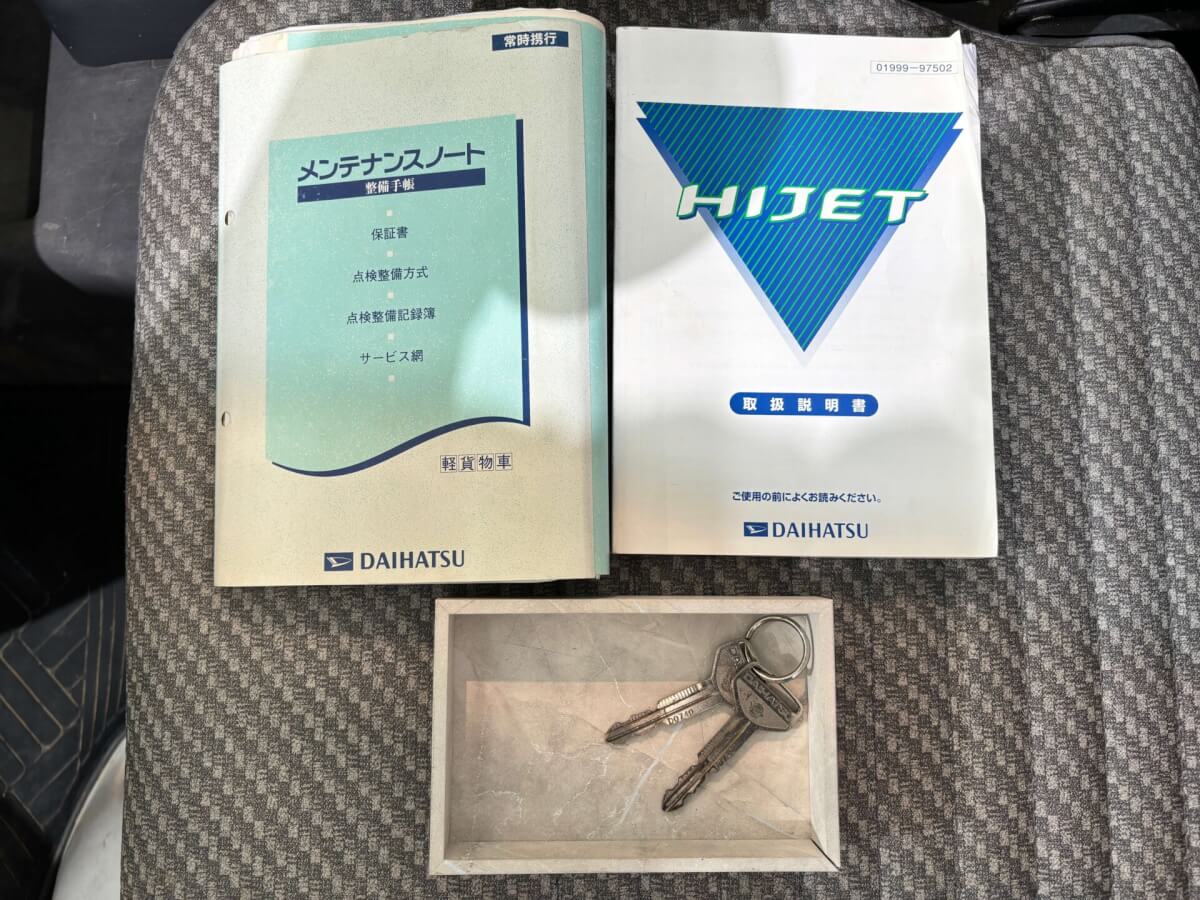 常時携行
メンテナンスノート
整備手帳
保証書
点検整備方式
点検整備記録簿
サービス網
軽貨物車
DAIHATSU
01999-97502
HIJET
取扱説明書
ご使用の前によくお読みください。
DAIHATSU